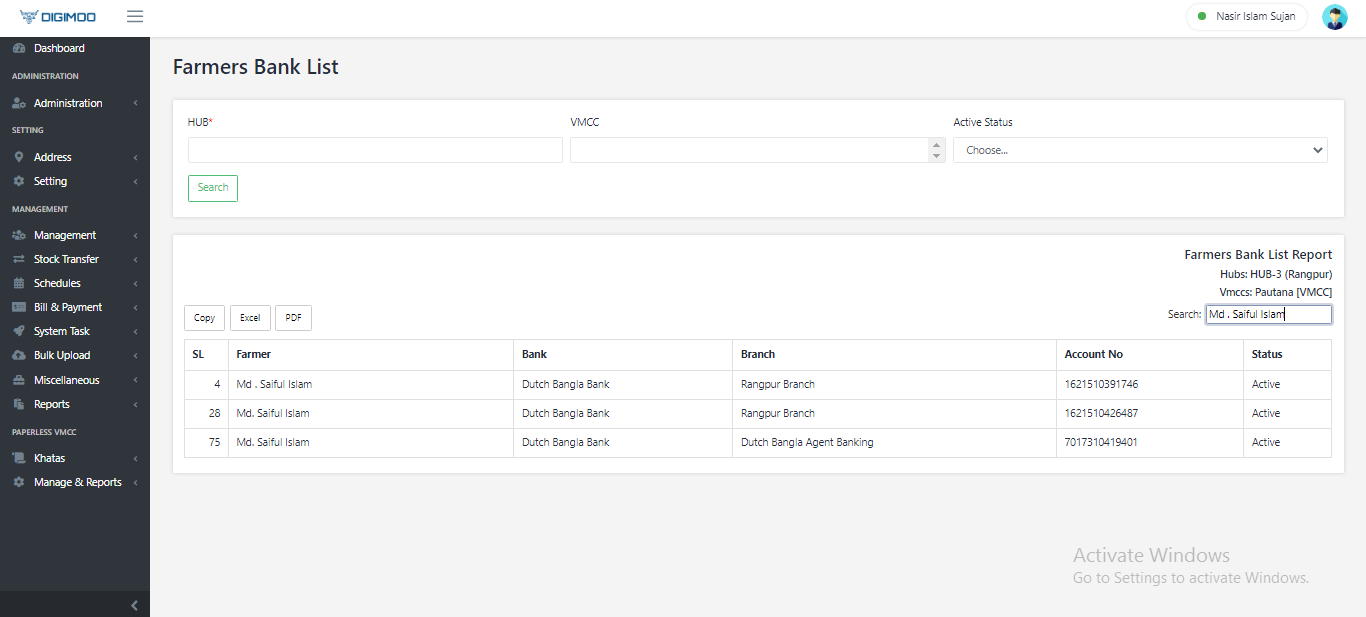 DIGIMOO
Nasir Islam Sujan
Dashboard
ADMINISTRATION
Administration
SETTING
Address
Setting
MANAGEMENT
Management
Stock Transfer
Schedules
Bill & Payment
System Task
Bulk Upload
Miscellaneous
Reports
PAPERLESS VMCC
Khatas
Manage & Reports
Farmers Bank List
HUB* VMCC Active Status
Choose...
Search
Farmers Bank List Report
Hubs: HUB-3 (Rangpur)
Vmccs: Pautana [VMCC]
Copy Excel PDF Search: Md . Saiful Islam
SL Farmer Bank Branch Account No Status
4 Md . Saiful Islam Dutch Bangla Bank Rangpur Branch 1621510391746 Active
28 Md. Saiful Islam Dutch Bangla Bank Rangpur Branch 1621510426487 Active
75 Md. Saiful Islam Dutch Bangla Bank Dutch Bangla Agent Banking 7017310419401 Active
Activate Windows
Go to Settings to activate Windows.